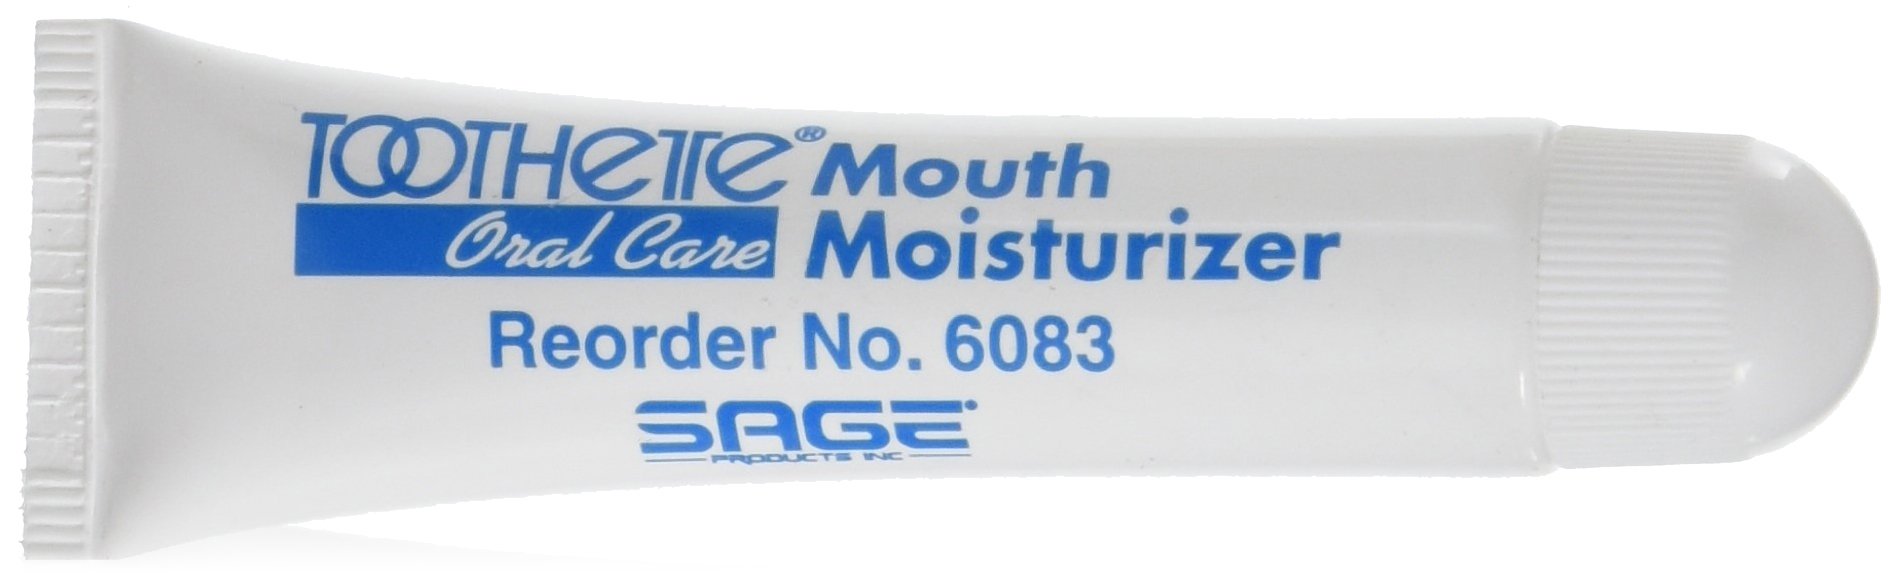 TOOTHETTE® Mouth
Oral Care Moisturizer
Reorder No. 6083
SAGE
PRODUCTS INC